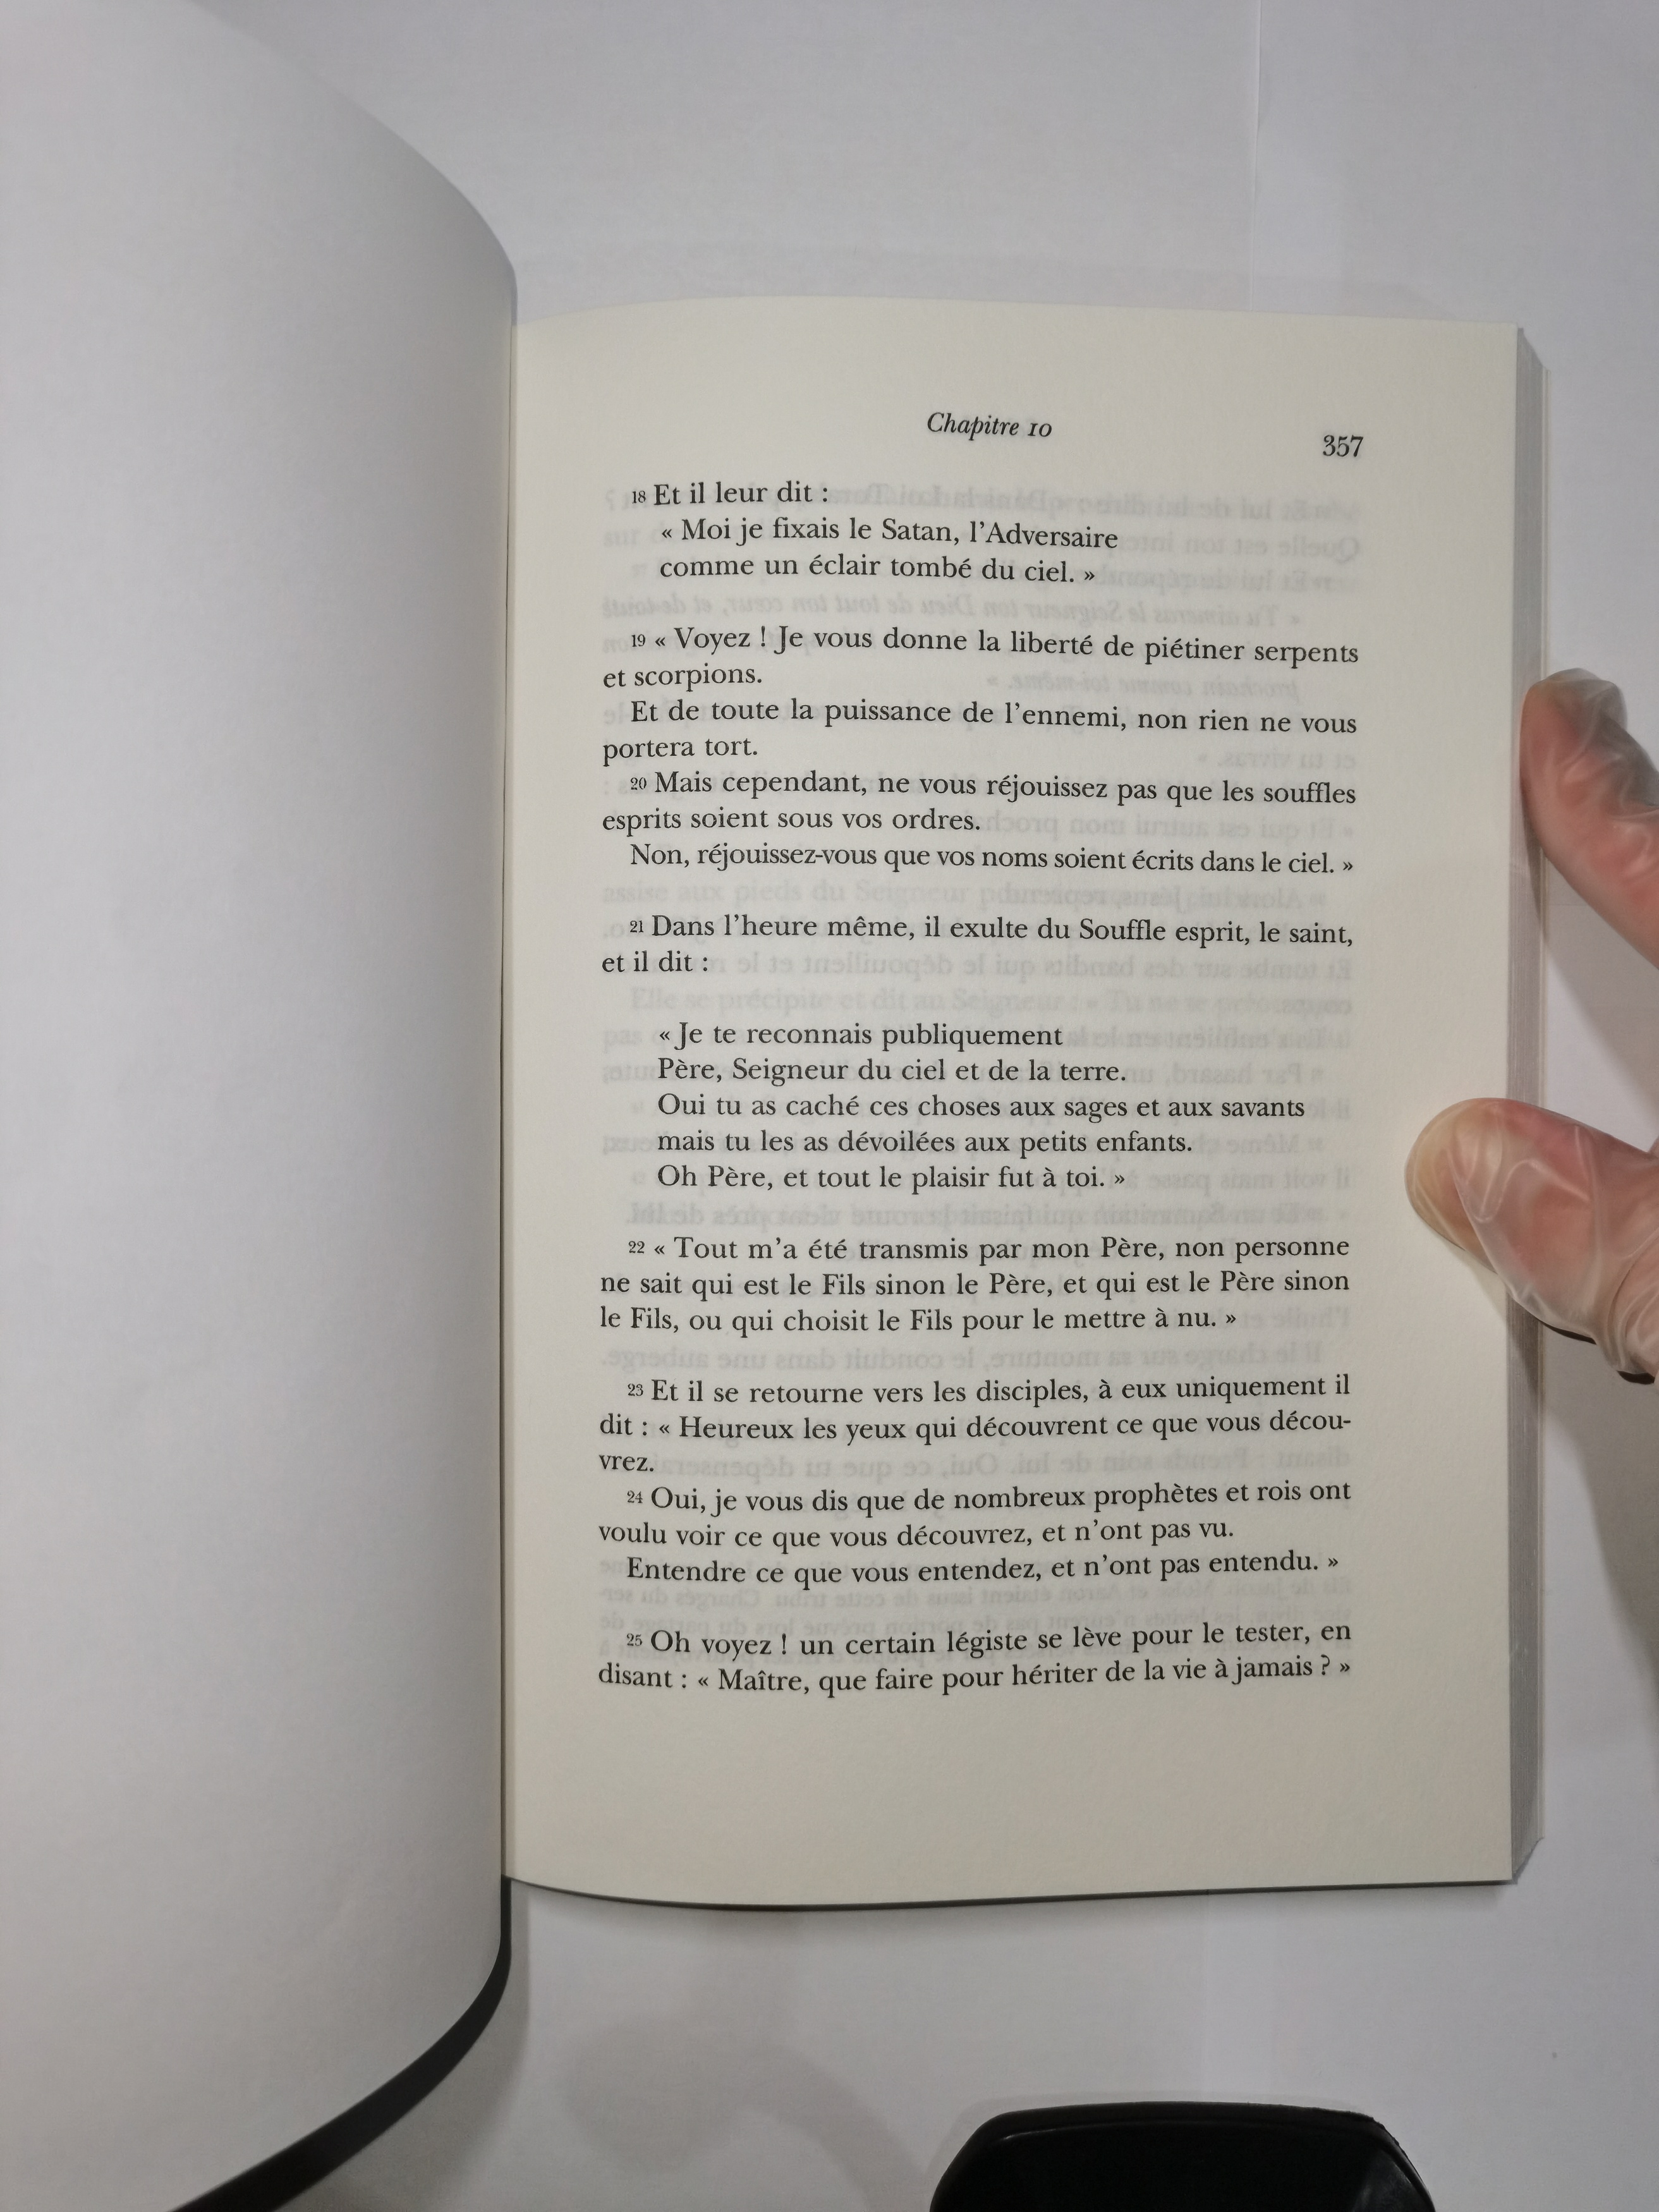 Chapitre 10
357
18 Et il leur dit :
« Moi je fixais le Satan, l'Adversaire
comme un éclair tombé du ciel. »
19 « Voyez ! Je vous donne la liberté de piétiner serpents
et scorpions.
Et de toute la puissance de l'ennemi, non rien ne vous
portera tort.
20 Mais cependant, ne vous réjouissez pas que les souffles
esprits soient sous vos ordres.
Non, réjouissez-vous que vos noms soient écrits dans le ciel. »
21 Dans l'heure même, il exulte du Souffle esprit, le saint,
et il dit :
« Je te reconnais publiquement
Père, Seigneur du ciel et de la terre.
Oui tu as caché ces choses aux sages et aux savants
mais tu les as dévoilées aux petits enfants.
Oh Père, et tout le plaisir fut à toi. »
22 « Tout m'a été transmis par mon Père, non personne
ne sait qui est le Fils sinon le Père, et qui est le Père sinon
le Fils, ou qui choisit le Fils pour le mettre à nu. »
23 Et il se retourne vers les disciples, à eux uniquement il
dit : « Heureux les yeux qui découvrent ce que vous décou-
vrez.
24 Oui, je vous dis que de nombreux prophètes et rois ont
voulu voir ce que vous découvrez, et n'ont pas vu.
Entendre ce que vous entendez, et n'ont pas entendu. »
25 Oh voyez ! un certain légiste se lève pour le tester, en
disant : « Maître, que faire pour hériter de la vie à jamais ? »